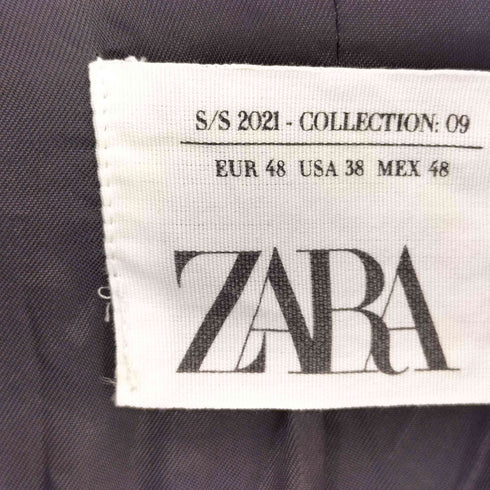 S/S 2021 - COLLECTION: 09
EUR 48 USA 38 MEX 48
ZARA